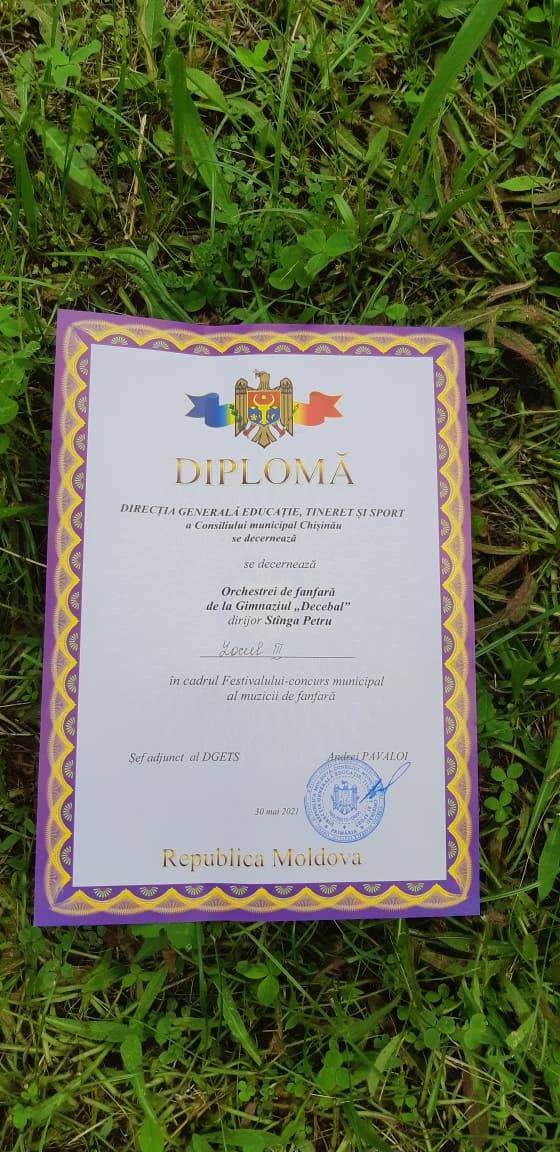 DIPLOMĂ
DIRECȚIA GENERALĂ EDUCAȚIE, TINERET ȘI SPORT
a Consiliului municipal Chișinău
se decernează
se decernează
Orchestrei de fanfară
de la Gimnaziul „Decebal”
dirijor Stînga Petru
Locul III
în cadrul Festivalului-concurs municipal
al muzicii de fanfară
Șef adjunct al DGETS Andrei PAVALOI
30 mai 2021
Republica Moldova